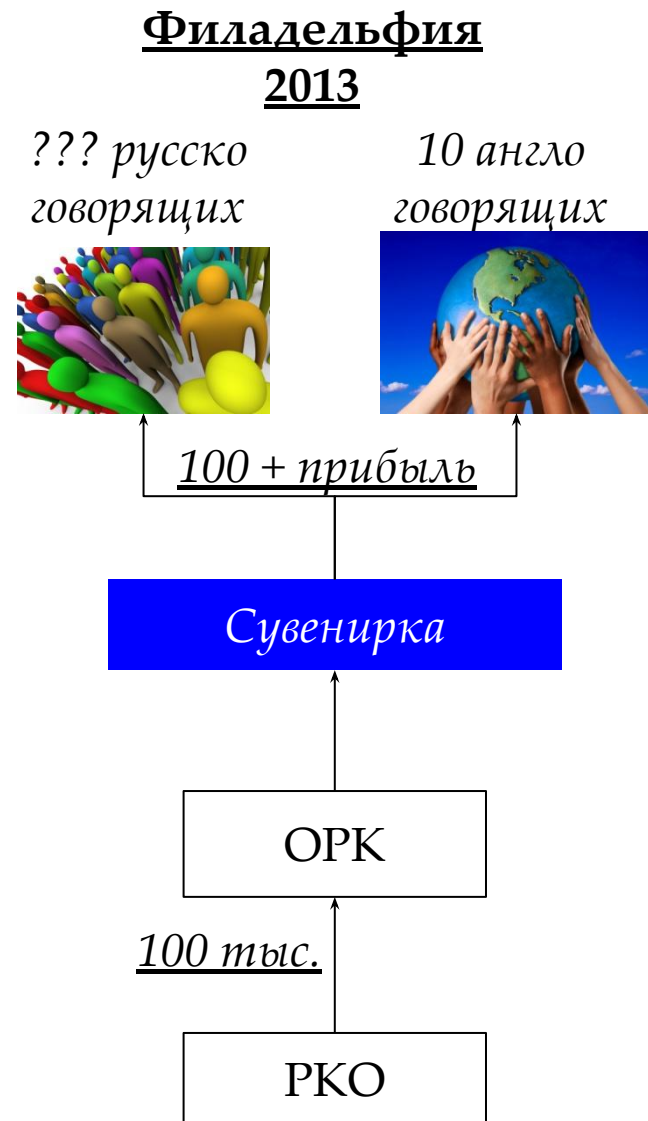 Филадельфия
2013
??? русско
говорящих
10 англо
говорящих
100 + прибыль
Сувенирка
ОРК
100 тыс.
РКО